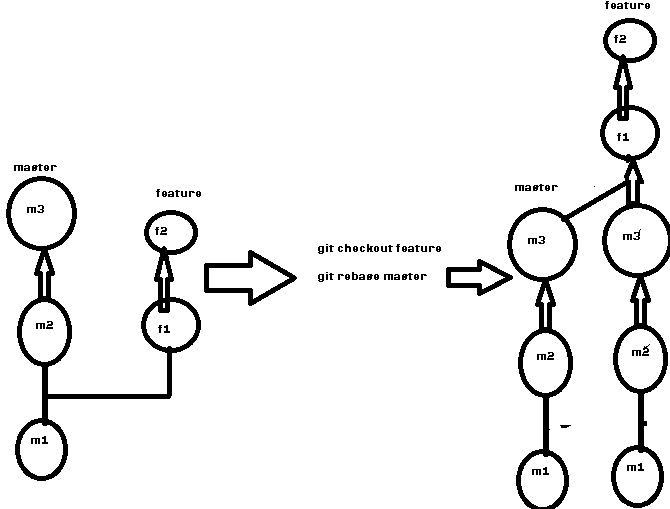 master
m3
m2
m1
feature
f2
f1
git checkout feature
git rebase master
master
m3
m2
m1
feature
f2
f1
m3
m2
m1